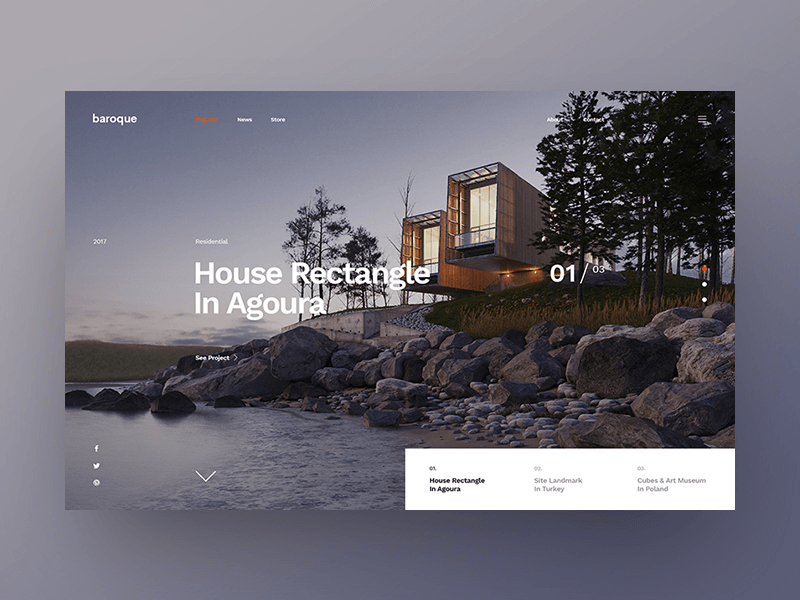 baroque
Projects
News
Store
About
Contact
2017
Residential
House Rectangle
In Agoura
01 / 03
See Project
01.
House Rectangle
In Agoura
02.
Site Landmark
In Turkey
03.
Cubes & Art Museum
In Poland